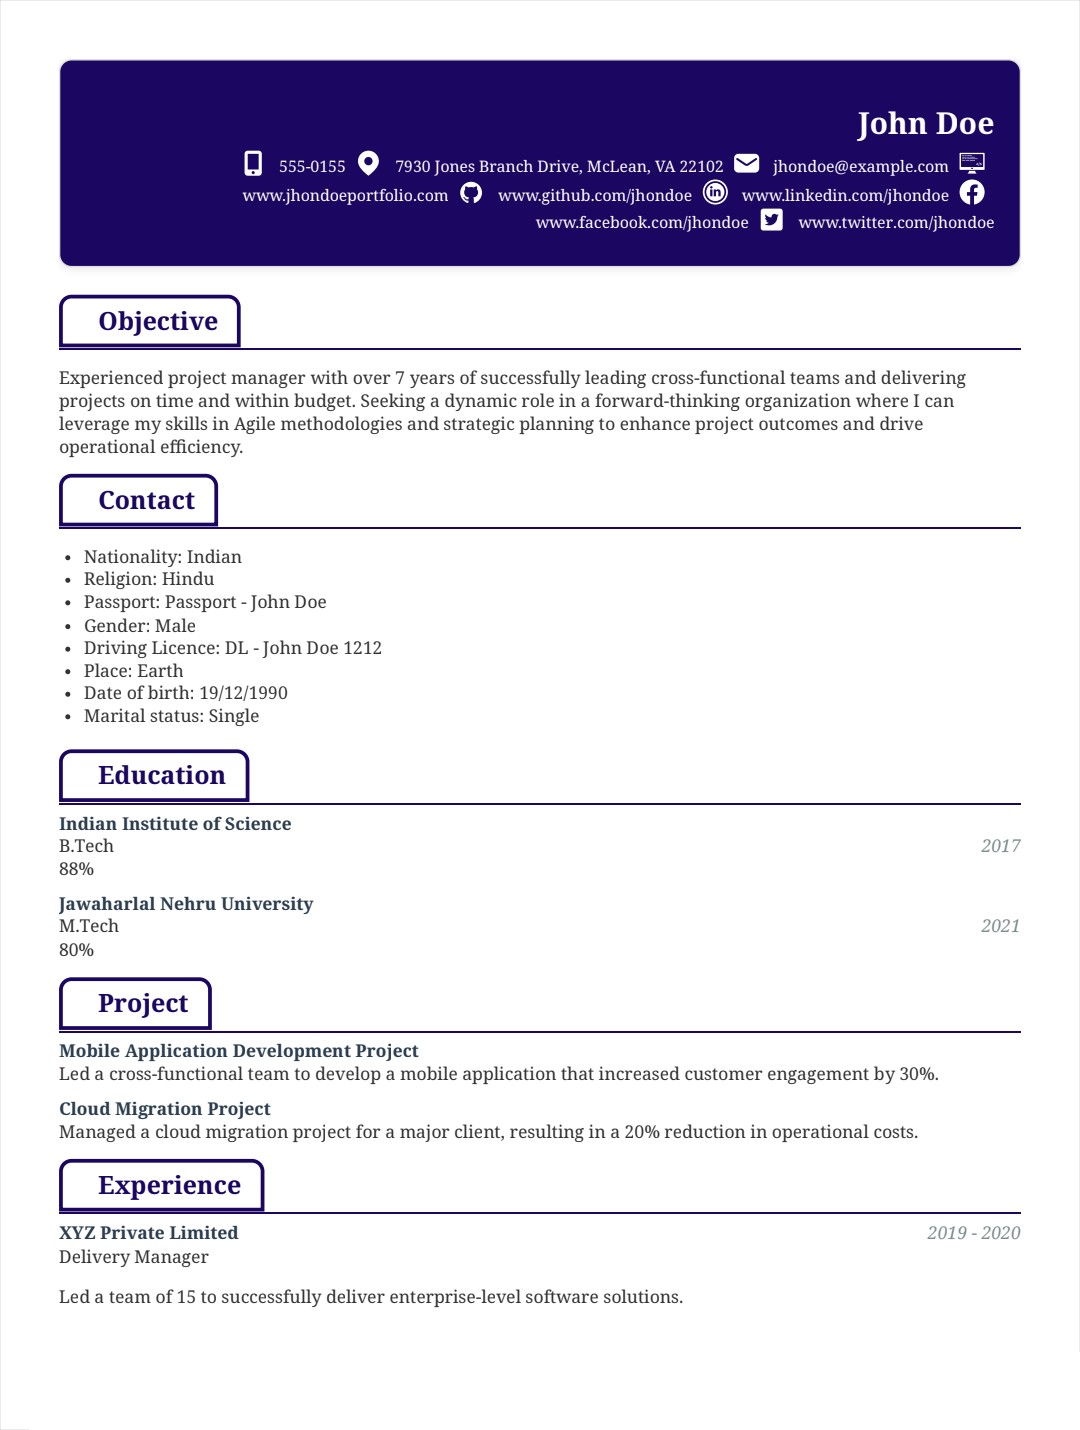 John Doe
555-0155 7930 Jones Branch Drive, McLean, VA 22102 jhondoe@example.com
www.jhondoeportfolio.com www.github.com/jhondoe www.linkedin.com/jhondoe
www.facebook.com/jhondoe www.twitter.com/jhondoe
Objective
Experienced project manager with over 7 years of successfully leading cross-functional teams and delivering
projects on time and within budget. Seeking a dynamic role in a forward-thinking organization where I can
leverage my skills in Agile methodologies and strategic planning to enhance project outcomes and drive
operational efficiency.
Contact
• Nationality: Indian
• Religion: Hindu
• Passport: Passport - John Doe
• Gender: Male
• Driving Licence: DL - John Doe 1212
• Place: Earth
• Date of birth: 19/12/1990
• Marital status: Single
Education
Indian Institute of Science
B.Tech 2017
88%
Jawaharlal Nehru University
M.Tech 2021
80%
Project
Mobile Application Development Project
Led a cross-functional team to develop a mobile application that increased customer engagement by 30%.
Cloud Migration Project
Managed a cloud migration project for a major client, resulting in a 20% reduction in operational costs.
Experience
XYZ Private Limited 2019 - 2020
Delivery Manager
Led a team of 15 to successfully deliver enterprise-level software solutions.